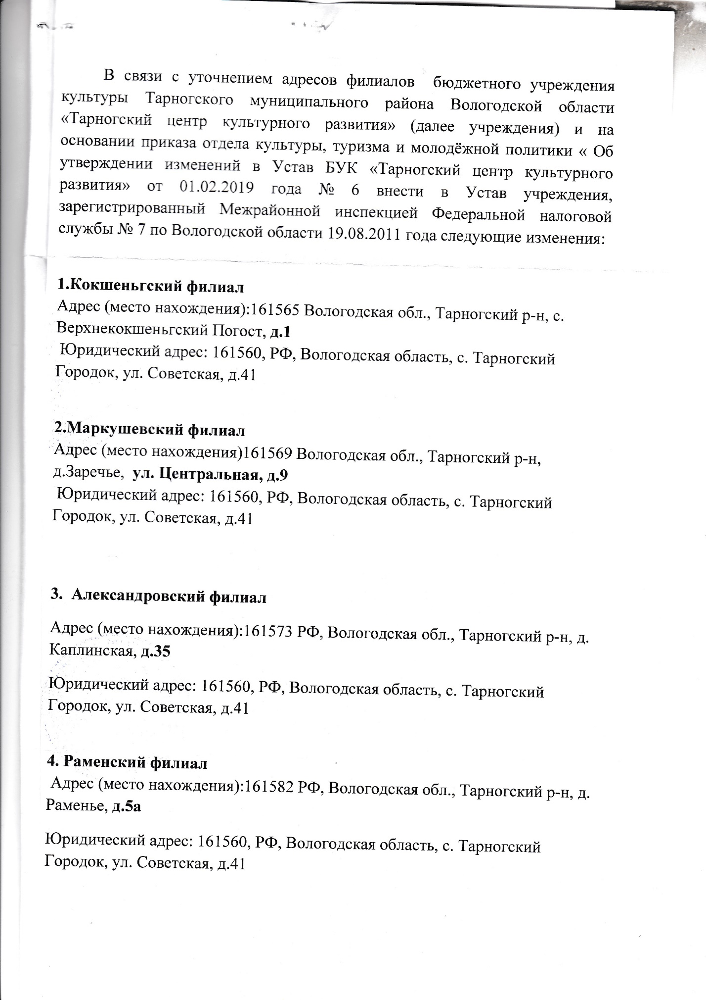 В связи с уточнением адресов филиалов бюджетного учреждения
культуры Тарногского муниципального района Вологодской области
«Тарногский центр культурного развития» (далее учреждения) и на
основании приказа отдела культуры, туризма и молодёжной политики « Об
утверждении изменений в Устав БУК «Тарногский центр культурного
развития» от 01.02.2019 года № 6 внести в Устав учреждения,
зарегистрированный Межрайонной инспекцией Федеральной налоговой
службы № 7 по Вологодской области 19.08.2011 года следующие изменения:
1.Кокшеньгский филиал
Адрес (место нахождения):161565 Вологодская обл., Тарногский р-н, с.
Верхнекокшеньгский Погост, д.1
Юридический адрес: 161560, РФ, Вологодская область, с. Тарногский
Городок, ул. Советская, д.41
2.Маркушевский филиал
Адрес (место нахождения)161569 Вологодская обл., Тарногский р-н,
д.Заречье, ул. Центральная, д.9
Юридический адрес: 161560, РФ, Вологодская область, с. Тарногский
Городок, ул. Советская, д.41
3. Александровский филиал
Адрес (место нахождения):161573 РФ, Вологодская обл., Тарногский р-н, д.
Каплинская, д.35
Юридический адрес: 161560, РФ, Вологодская область, с. Тарногский
Городок, ул. Советская, д.41
4. Раменский филиал
Адрес (место нахождения):161582 РФ, Вологодская обл., Тарногский р-н, д.
Раменье, д.5а
Юридический адрес: 161560, РФ, Вологодская область, с. Тарногский
Городок, ул. Советская, д.41